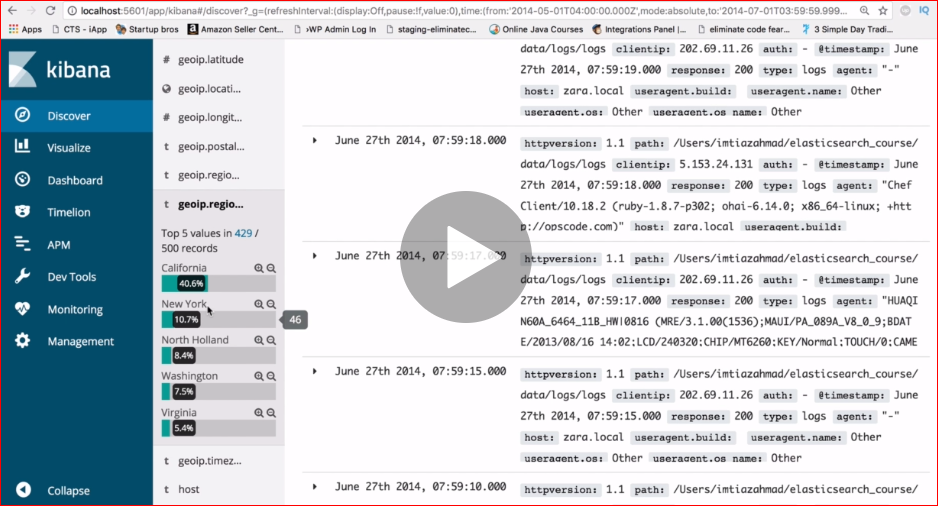 localhost:5601/app/kibana#/discover?_g=(refreshInterval:(display:Off,pause:!f,value:0),time:(from:'2014-05-01T04:00:00.000Z',mode:absolute,to:'2014-07-01T03:59:59.999...
Apps CTS - iApp Startup bros Amazon Seller Cent... ›WP Admin Log In staging-eliminatec... Online Java Courses Integrations Panel |... eliminate code fear... 3 Simple Day Tradi...
kibana
Discover
Visualize
Dashboard
Timelion
APM
Dev Tools
Monitoring
Management
Collapse
# geoip.latitude
geoip.locati...
# geoip.longit...
t geoip.postal...
t geoip.regio...
t geoip.regio...
Top 5 values in 429 /
500 records
California
40.6%
New York
10.7%
46
North Holland
8.4%
Washington
7.5%
Virginia
5.4%
t geoip.timez...
t host
data/logs/logs clientip: 202.69.11.26 auth: - @timestamp: June
27th 2014, 07:59:19.000 response: 200 type: logs agent: "-"
host: zara.local useragent.build: useragent.name: Other
useragent.os: Other useragent.os_name: Other
June 27th 2014, 07:59:18.000 httpversion: 1.1 path: /Users/imtiazahmad/elasticsearch_course/
data/logs/logs clientip: 5.153.24.131 auth: - @timestamp: June
27th 2014, 07:59:18.000 response: 200 type: logs agent: "Chef
Client/10.18.2 (ruby-1.8.7-p302; ohai-6.14.0; x86_64-linux; +htt
p://opscode.com)" host: zara.local useragent.build:
June 27th 2014, 07:59:17.000 httpversion: 1.1 path: /Users/imtiazahmad/elasticsearch_course/
data/logs/logs clientip: 202.69.11.26 auth: - @timestamp: June
27th 2014, 07:59:17.000 response: 200 type: logs agent: "HUAQI
N60A_6464_11B_HW|0816 (MRE/3.1.00(1536);MAUI/PA_089A_V8_0_9;BDAT
E/2013/08/16 14:02;LCD/240320;CHIP/MT6260;KEY/Normal;TOUCH/0;CAME
June 27th 2014, 07:59:15.000 httpversion: 1.1 path: /Users/imtiazahmad/elasticsearch_course/
data/logs/logs clientip: 202.69.11.26 auth: - @timestamp: June
27th 2014, 07:59:15.000 response: 200 type: logs agent: "-"
host: zara.local useragent.build: useragent.name: Other
useragent.os: Other useragent.os_name: Other
June 27th 2014, 07:59:10.000 httpversion: 1.1 path: /Users/imtiazahmad/elasticsearch_course/